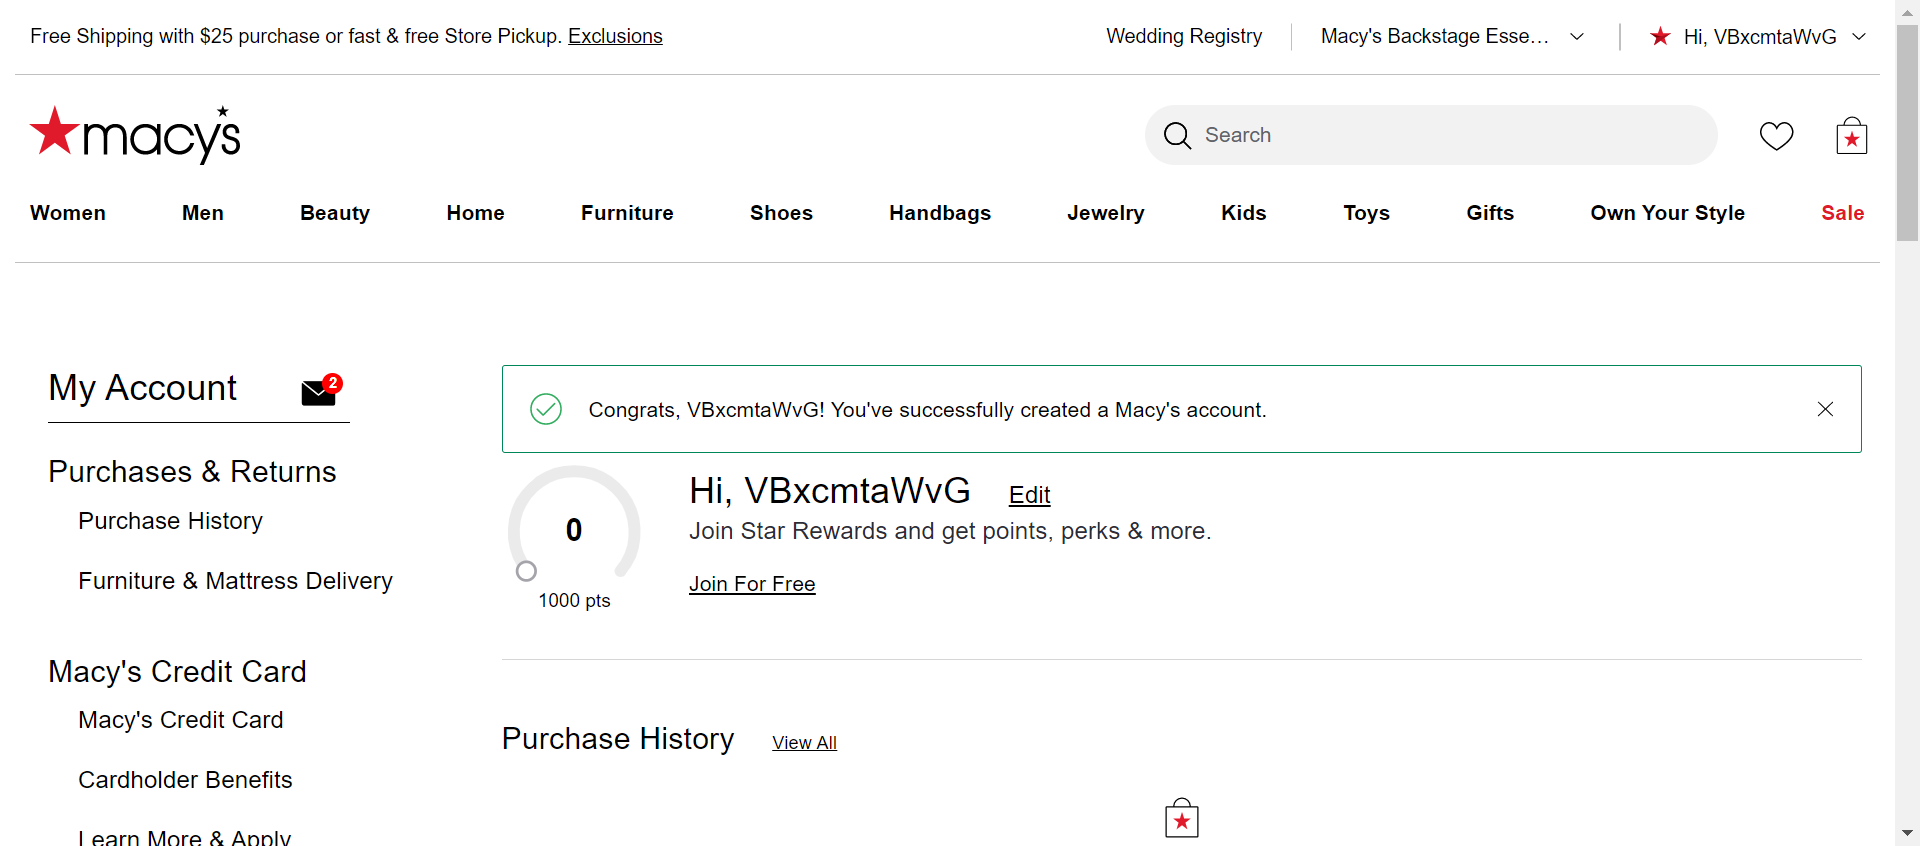 Free Shipping with $25 purchase or fast & free Store Pickup. Exclusions
Wedding Registry
Macy's Backstage Esse...
Hi, VBxcmtaWvG
macy's
Search
Women
Men
Beauty
Home
Furniture
Shoes
Handbags
Jewelry
Kids
Toys
Gifts
Own Your Style
Sale
My Account
2
Purchases & Returns
Purchase History
Furniture & Mattress Delivery
Macy's Credit Card
Macy's Credit Card
Cardholder Benefits
Learn More & Apply
Congrats, VBxcmtaWvG! You've successfully created a Macy's account.
0
1000 pts
Hi, VBxcmtaWvG
Edit
Join Star Rewards and get points, perks & more.
Join For Free
Purchase History
View All